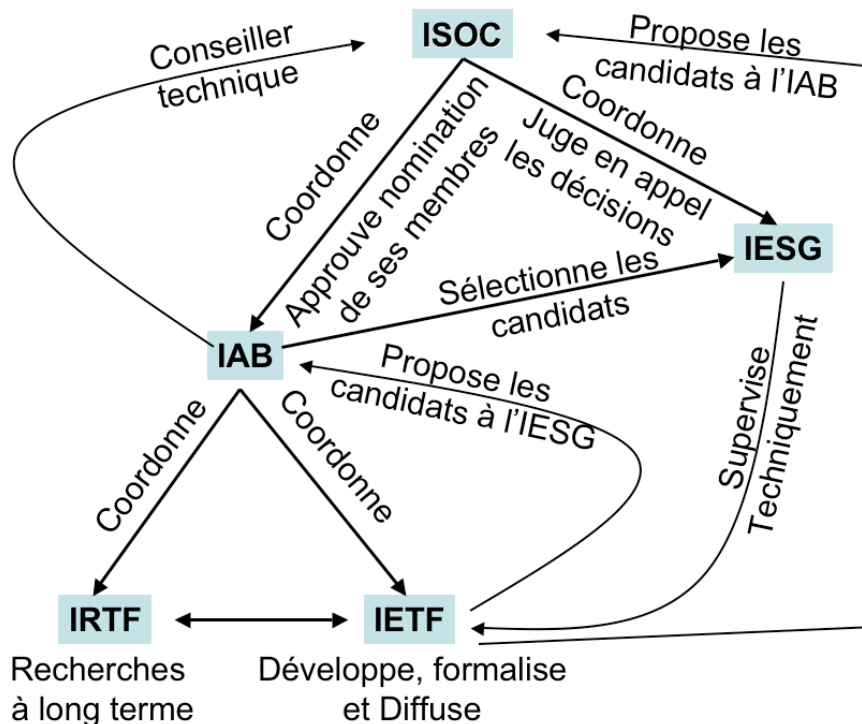 ISOC
Conseiller
technique
Propose les
candidats à l’IAB
Coordonne
Approuve nomination
de ses membres
Coordonne
Juge en appel
les décisions
IESG
Sélectionne les
candidats
IAB
Propose les
candidats à l’IESG
Supervise
Techniquement
Coordonne
Coordonne
IRTF
IETF
Recherches
à long terme
Développe, formalise
et Diffuse